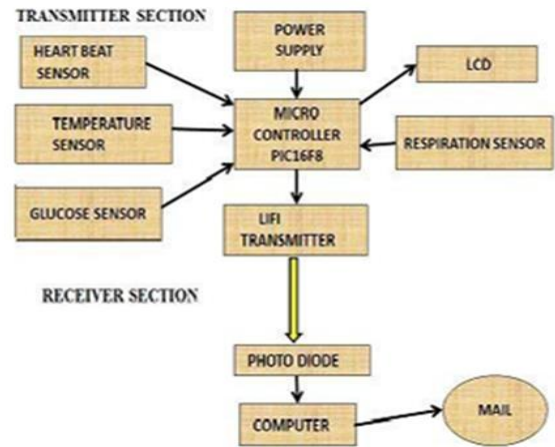 TRANSMITTER SECTION
HEART BEAT
SENSOR
POWER
SUPPLY
LCD
TEMPERATURE
SENSOR
MICRO
CONTROLLER
PIC16F8
RESPIRATION SENSOR
GLUCOSE SENSOR
LIFI
TRANSMITTER
RECEIVER SECTION
PHOTO DIODE
COMPUTER
MAIL